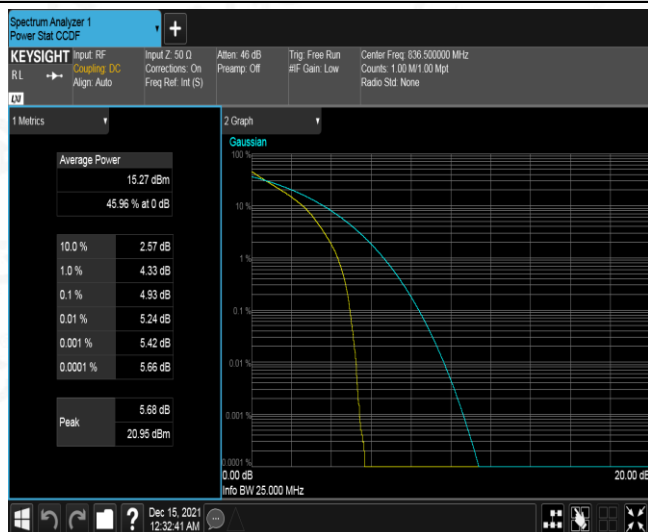 Spectrum Analyzer 1
Power Stat CCDF
+
KEYSIGHT
RL
LXI
Input: RF
Coupling: DC
Align: Auto
Input Z: 50 Ω
Corrections: On
Freq Ref: Int (S)
Atten: 46 dB
Preamp: Off
Trig: Free Run
#IF Gain: Low
Center Freq: 836.500000 MHz
Counts: 1.00 M/1.00 Mpt
Radio Std: None
1 Metrics
Average Power
15.27 dBm
45.96 % at 0 dB
10.0 % 2.57 dB
1.0 % 4.33 dB
0.1 % 4.93 dB
0.01 % 5.24 dB
0.001 % 5.42 dB
0.0001 % 5.66 dB
Peak
5.68 dB
20.95 dBm
2 Graph
Gaussian
100 %
10 %
1 %
0.1 %
0.01 %
0.001 %
0.0001 %
0.00 dB
20.00 dB
Info BW 25.000 MHz
?
Dec 15, 2021
12:32:41 AM